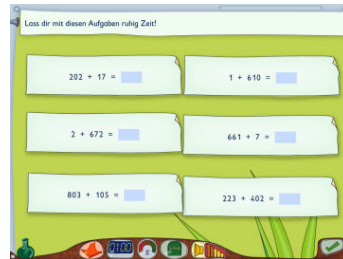 Lass dir mit diesen Aufgaben ruhig Zeit!
202 + 17 =
1 + 610 =
2 + 672 =
661 + 7 =
803 + 105 =
223 + 402 =
0100